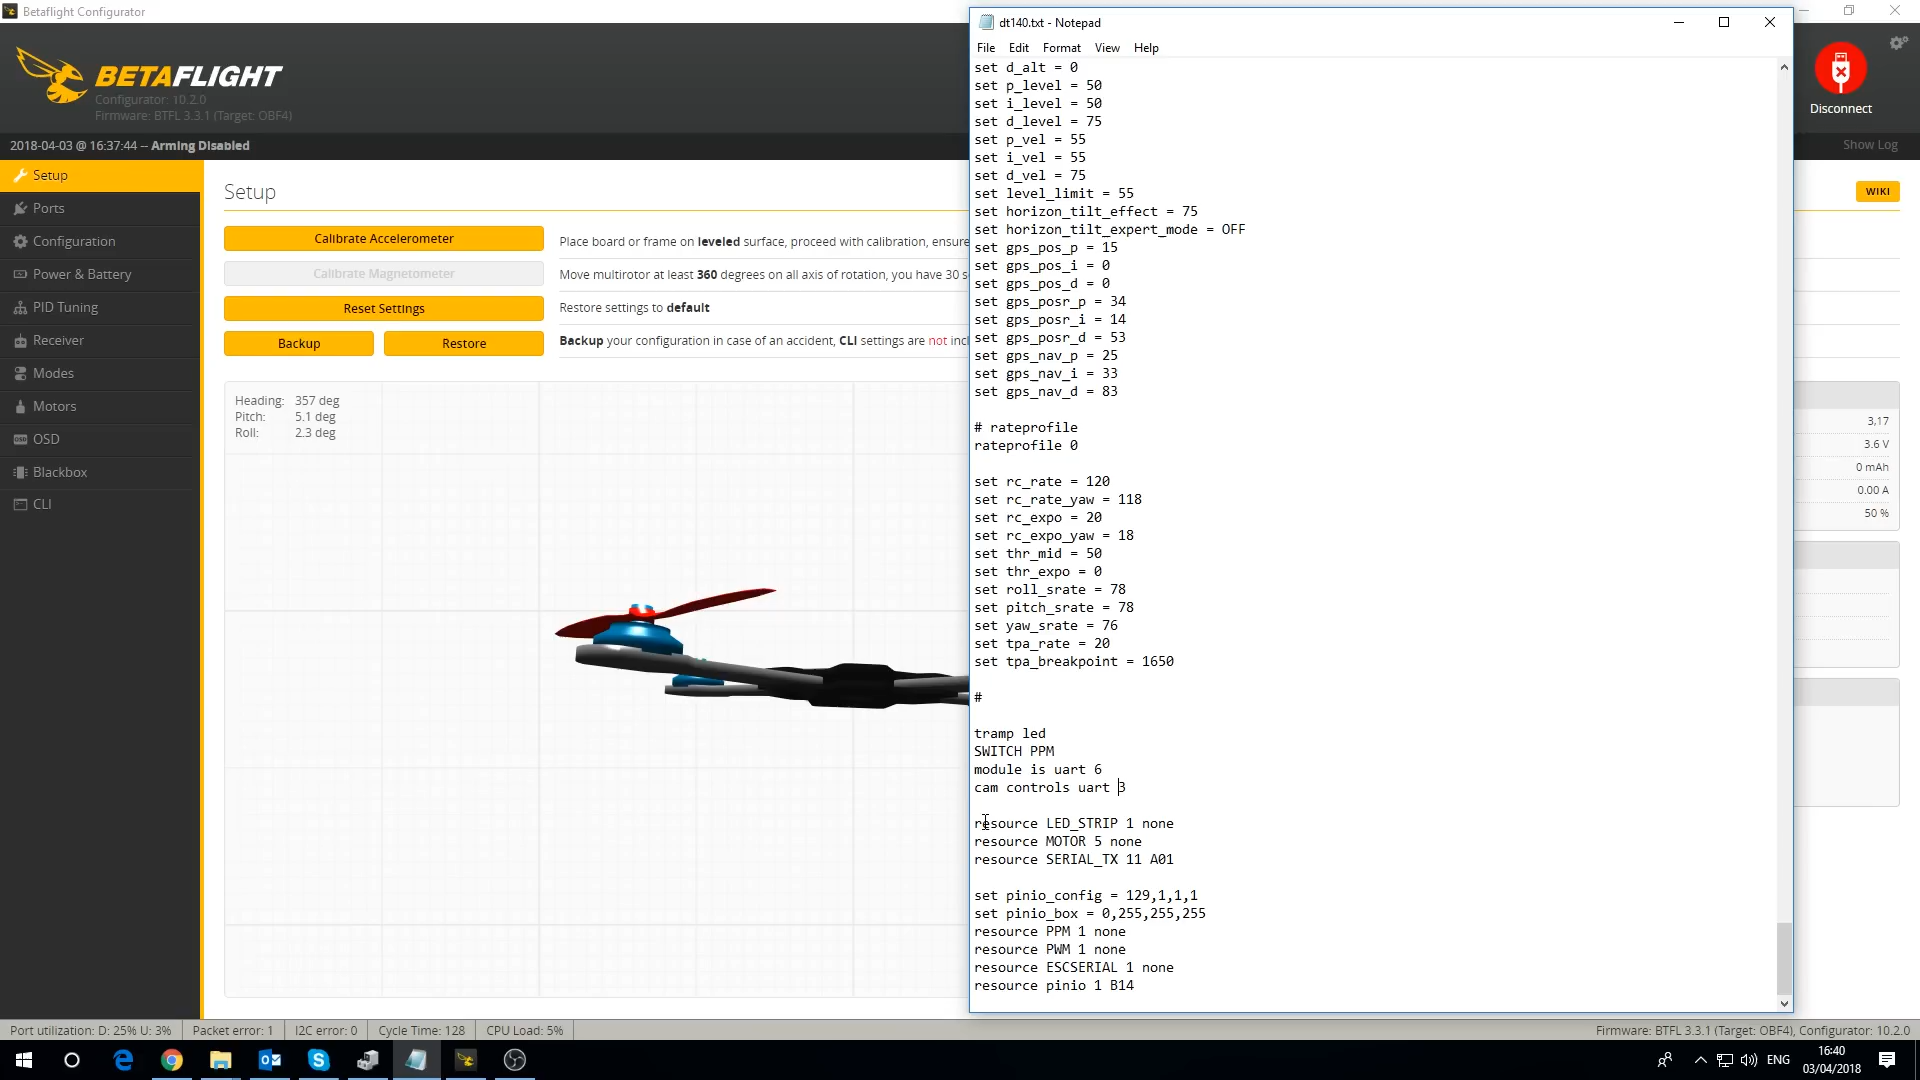 Betaflight Configurator
BETAFLIGHT
Configurator: 10.2.0
Firmware: BTFL 3.3.1 (Target: OBF4)
2018-04-03 @ 16:37:44 -- Arming Disabled
Setup
Ports
Configuration
Power & Battery
PID Tuning
Receiver
Modes
Motors
OSD
Blackbox
CLI
Setup
Calibrate Accelerometer
Place board or frame on leveled surface, proceed with calibration, ensure
Calibrate Magnetometer
Move multirotor at least 360 degrees on all axis of rotation, you have 30 s
Reset Settings
Restore settings to default
Backup
Restore
Backup your configuration in case of an accident, CLI settings are not incl
Heading: 357 deg
Pitch: 5.1 deg
Roll: 2.3 deg
dt140.txt - Notepad
File Edit Format View Help
set d_alt = 0
set p_level = 50
set i_level = 50
set d_level = 75
set p_vel = 55
set i_vel = 55
set d_vel = 75
set level_limit = 55
set horizon_tilt_effect = 75
set horizon_tilt_expert_mode = OFF
set gps_pos_p = 15
set gps_pos_i = 0
set gps_pos_d = 0
set gps_posr_p = 34
set gps_posr_i = 14
set gps_posr_d = 53
set gps_nav_p = 25
set gps_nav_i = 33
set gps_nav_d = 83
# rateprofile
rateprofile 0
set rc_rate = 120
set rc_rate_yaw = 118
set rc_expo = 20
set rc_expo_yaw = 18
set thr_mid = 50
set thr_expo = 0
set roll_srate = 78
set pitch_srate = 78
set yaw_srate = 76
set tpa_rate = 20
set tpa_breakpoint = 1650
#
tramp led
SWITCH PPM
module is uart 6
cam controls uart 3
resource LED_STRIP 1 none
resource MOTOR 5 none
resource SERIAL_TX 11 A01
set pinio_config = 129,1,1,1
set pinio_box = 0,255,255,255
resource PPM 1 none
resource PWM 1 none
resource ESCSERIAL 1 none
resource pinio 1 B14
Disconnect
Show Log
WIKI
3,17
3.6 V
0 mAh
0.00 A
50 %
Port utilization: D: 25% U: 3%
Packet error: 1
I2C error: 0
Cycle Time: 128
CPU Load: 5%
Firmware: BTFL 3.3.1 (Target: OBF4), Configurator: 10.2.0
ENG
16:40
03/04/2018